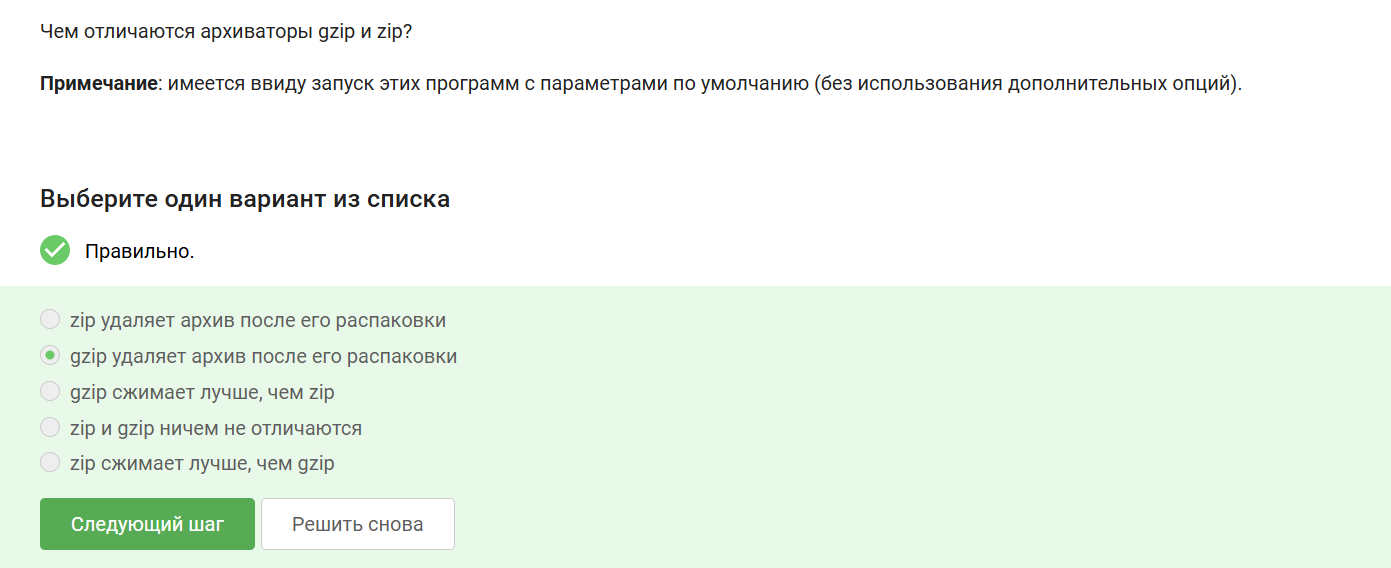 Чем отличаются архиваторы gzip и zip?
Примечание: имеется ввиду запуск этих программ с параметрами по умолчанию (без использования дополнительных опций).
Выберите один вариант из списка
Правильно.
zip удаляет архив после его распаковки
gzip удаляет архив после его распаковки
gzip сжимает лучше, чем zip
zip и gzip ничем не отличаются
zip сжимает лучше, чем gzip
Следующий шаг
Решить снова